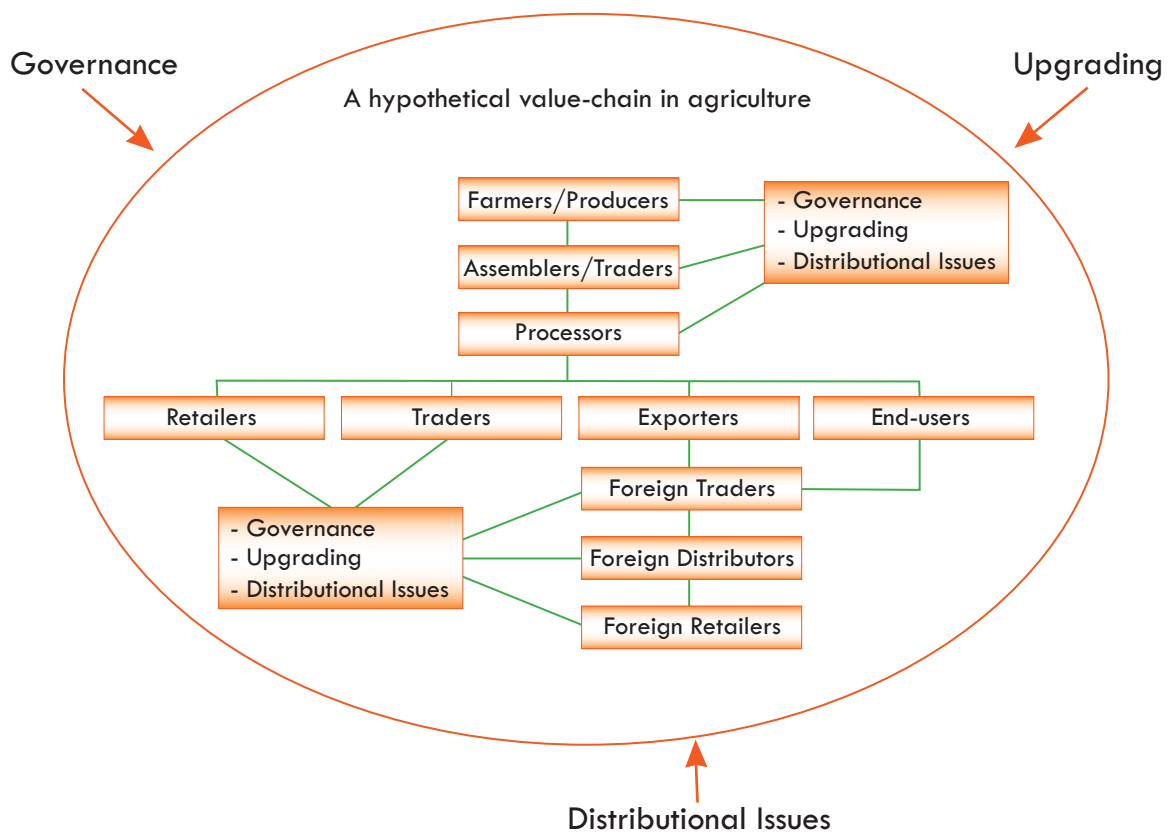 Governance
Upgrading
A hypothetical value-chain in agriculture
Farmers/Producers
- Governance
- Upgrading
- Distributional Issues
Assemblers/Traders
Processors
Retailers
Traders
Exporters
End-users
Foreign Traders
- Governance
- Upgrading
- Distributional Issues
Foreign Distributors
Foreign Retailers
Distributional Issues